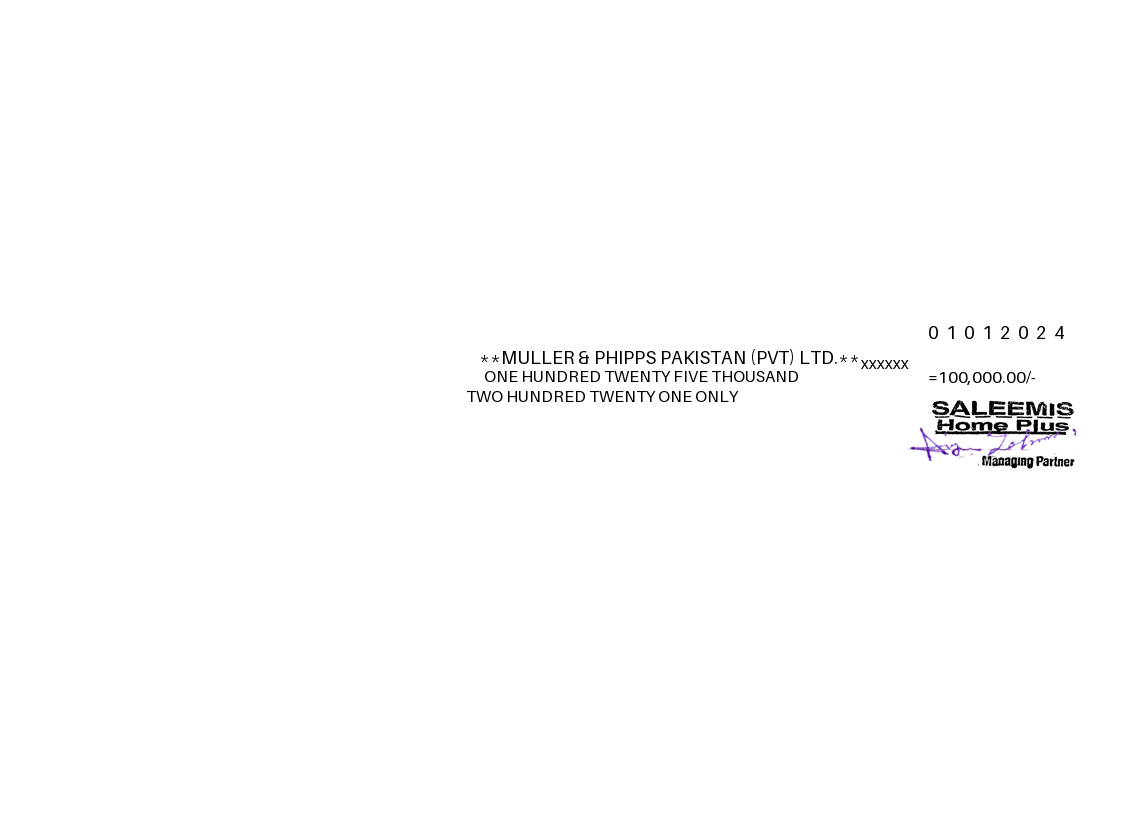 0 1 0 1 2 0 2 4
**MULLER & PHIPPS PAKISTAN (PVT) LTD.**xxxxxx
ONE HUNDRED TWENTY FIVE THOUSAND
=100,000.00/-
TWO HUNDRED TWENTY ONE ONLY
SALEEMIS
Home Plus
Managing Partner